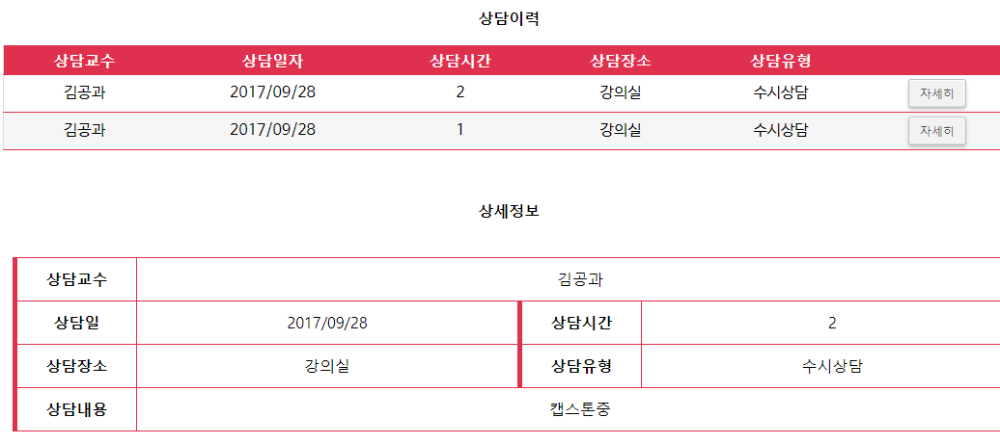 상담이력
상담교수 상담일자 상담시간 상담장소 상담유형
김공과 2017/09/28 2 강의실 수시상담 자세히
김공과 2017/09/28 1 강의실 수시상담 자세히
상세정보
상담교수 김공과
상담일 2017/09/28 상담시간 2
상담장소 강의실 상담유형 수시상담
상담내용 캡스톤중